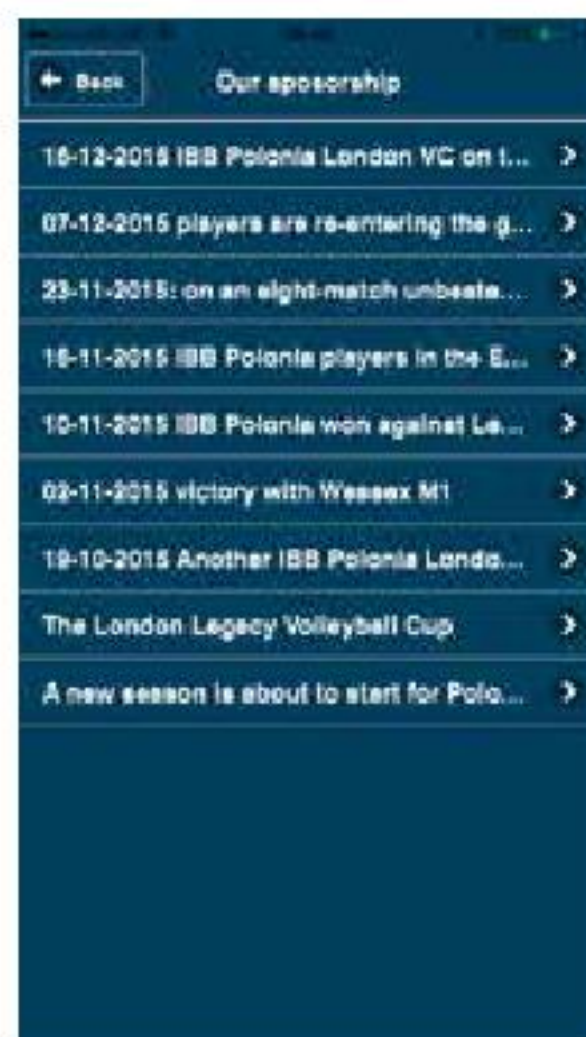 Back
Our sposorship
16-12-2015 IBB Polonia London VC on t...
07-12-2015 players are re-entering the g...
23-11-2015: on an eight-match unbeate...
16-11-2015 IBB Polonia players in the E...
10-11-2015 IBB Polonia won against Le...
02-11-2015 victory with Wessex M1
19-10-2015 Another IBB Polonia Londo...
The London Legacy Volleyball Cup
A new season is about to start for Polo...